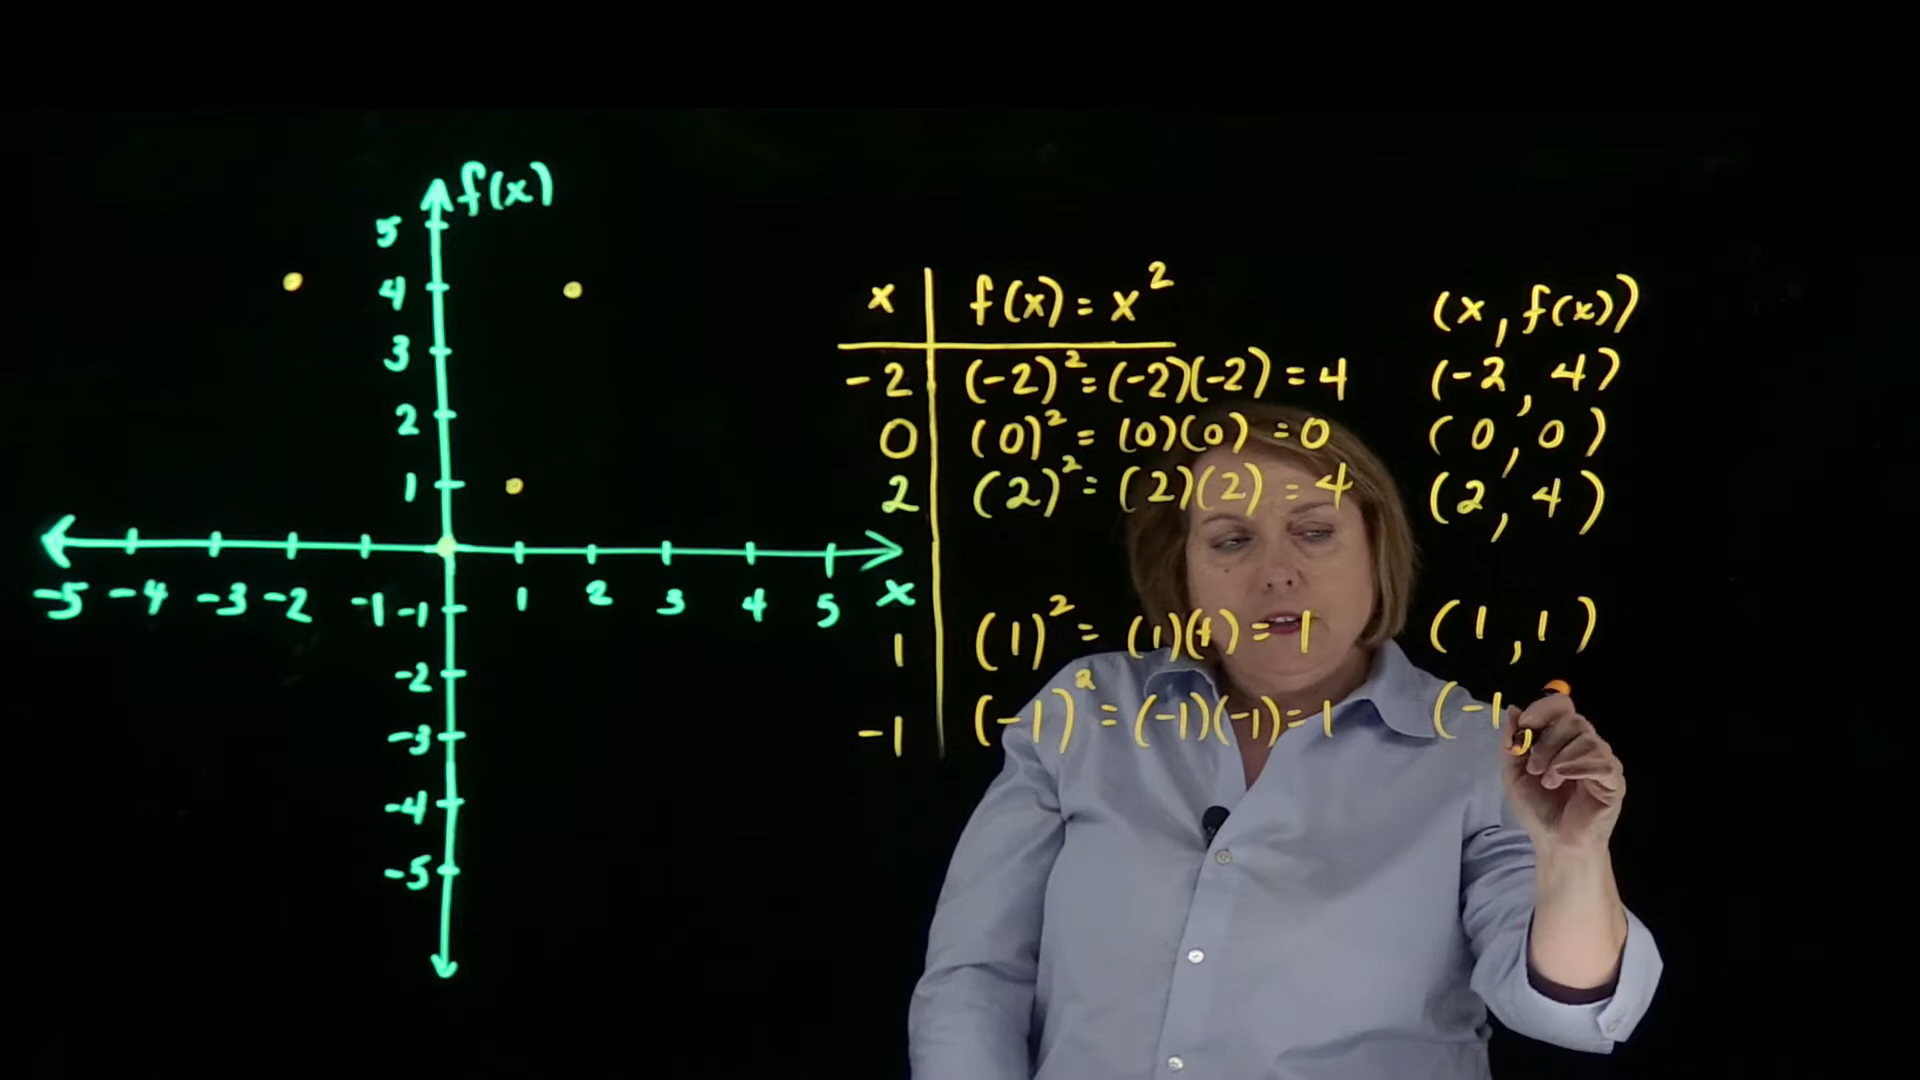 f(x)
5
4
3
2
1
-5 -4 -3 -2 -1 1 2 3 4 5 x
-1
-2
-3
-4
-5
x f(x) = x² (x, f(x))
-2 (-2)² = (-2)(-2) = 4 (-2, 4)
0 (0)² = (0)(0) = 0 (0, 0)
2 (2)² = (2)(2) = 4 (2, 4)
1 (1)² = (1)(1) = 1 (1, 1)
-1 (-1)² = (-1)(-1) = 1 (-1,